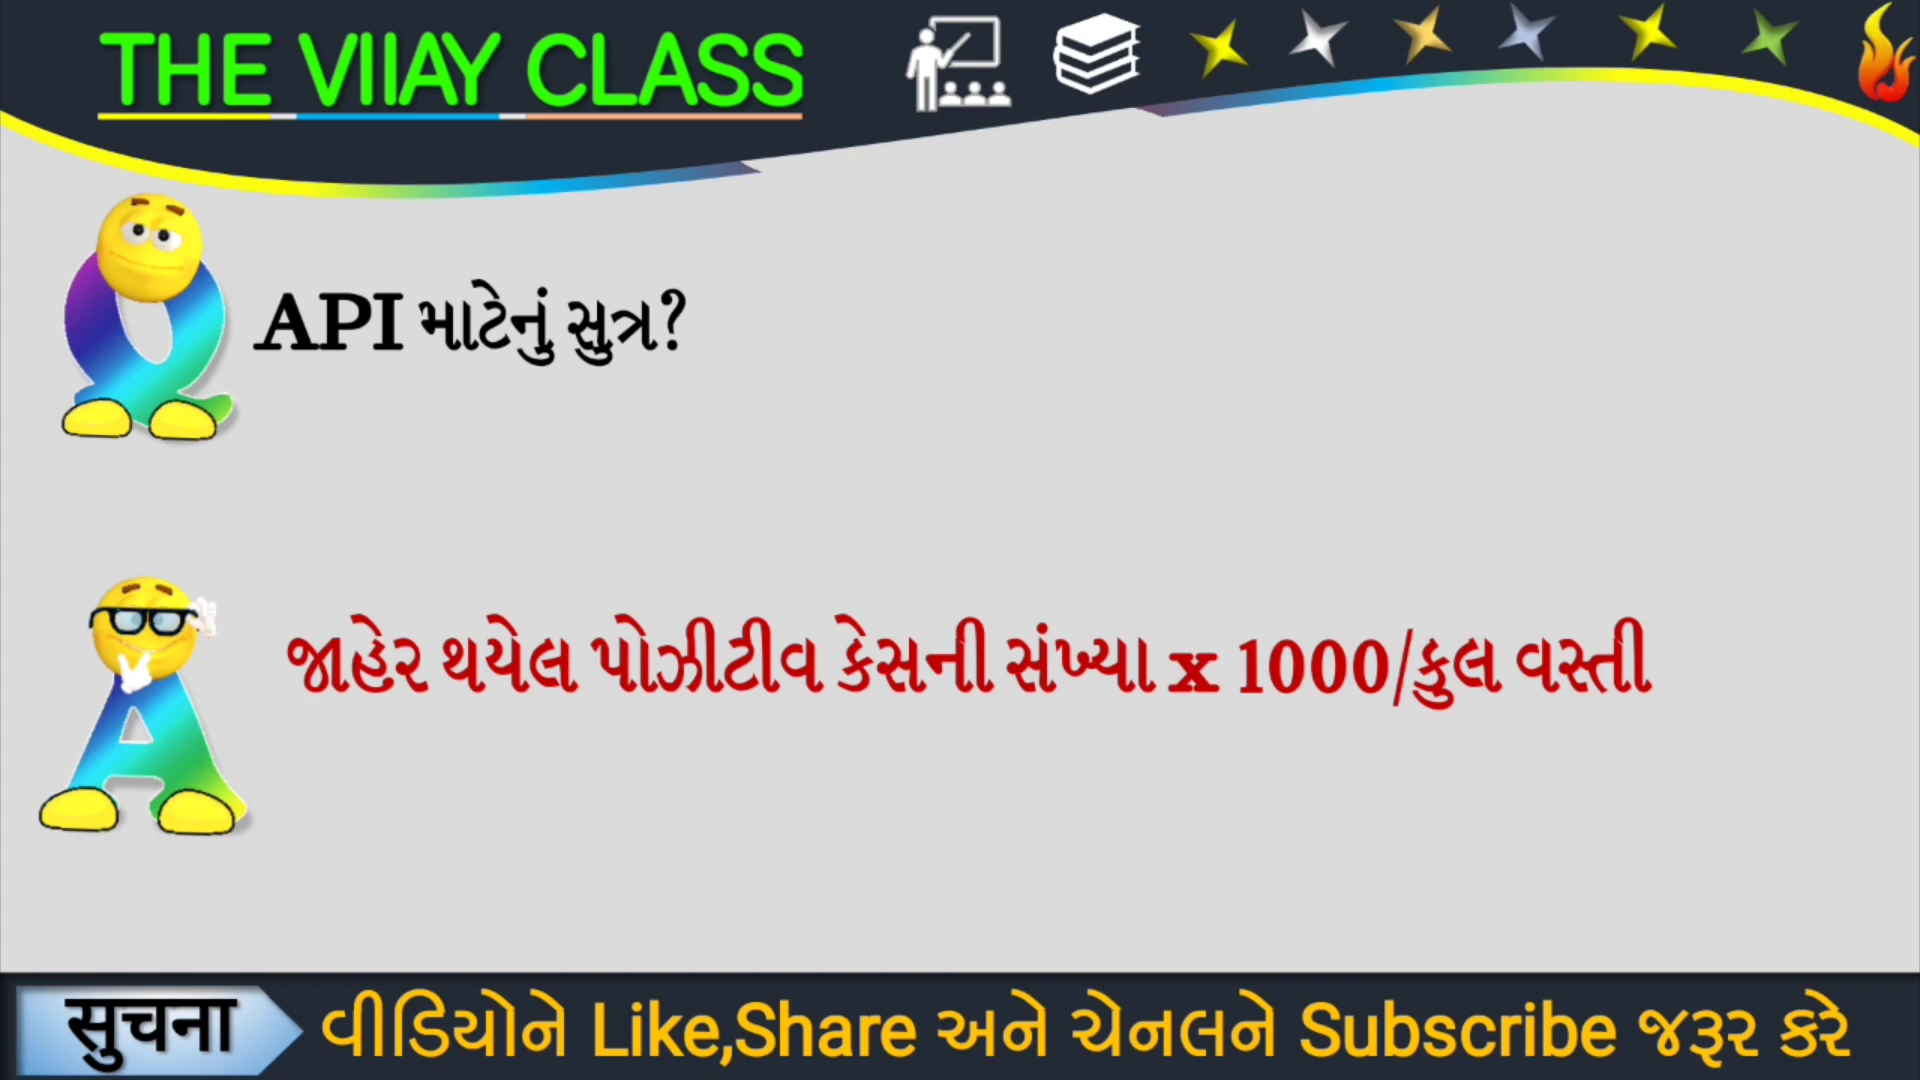 THE VIIAY CLASS
API માટેનું સુત્ર?
જાહેર થયેલ પોઝીટીવ કેસની સંખ્યા x 1000/કુલ વસ્તી
सुचना
વીડિયોને Like,Share અને ચેનલને Subscribe જરૂર કરે